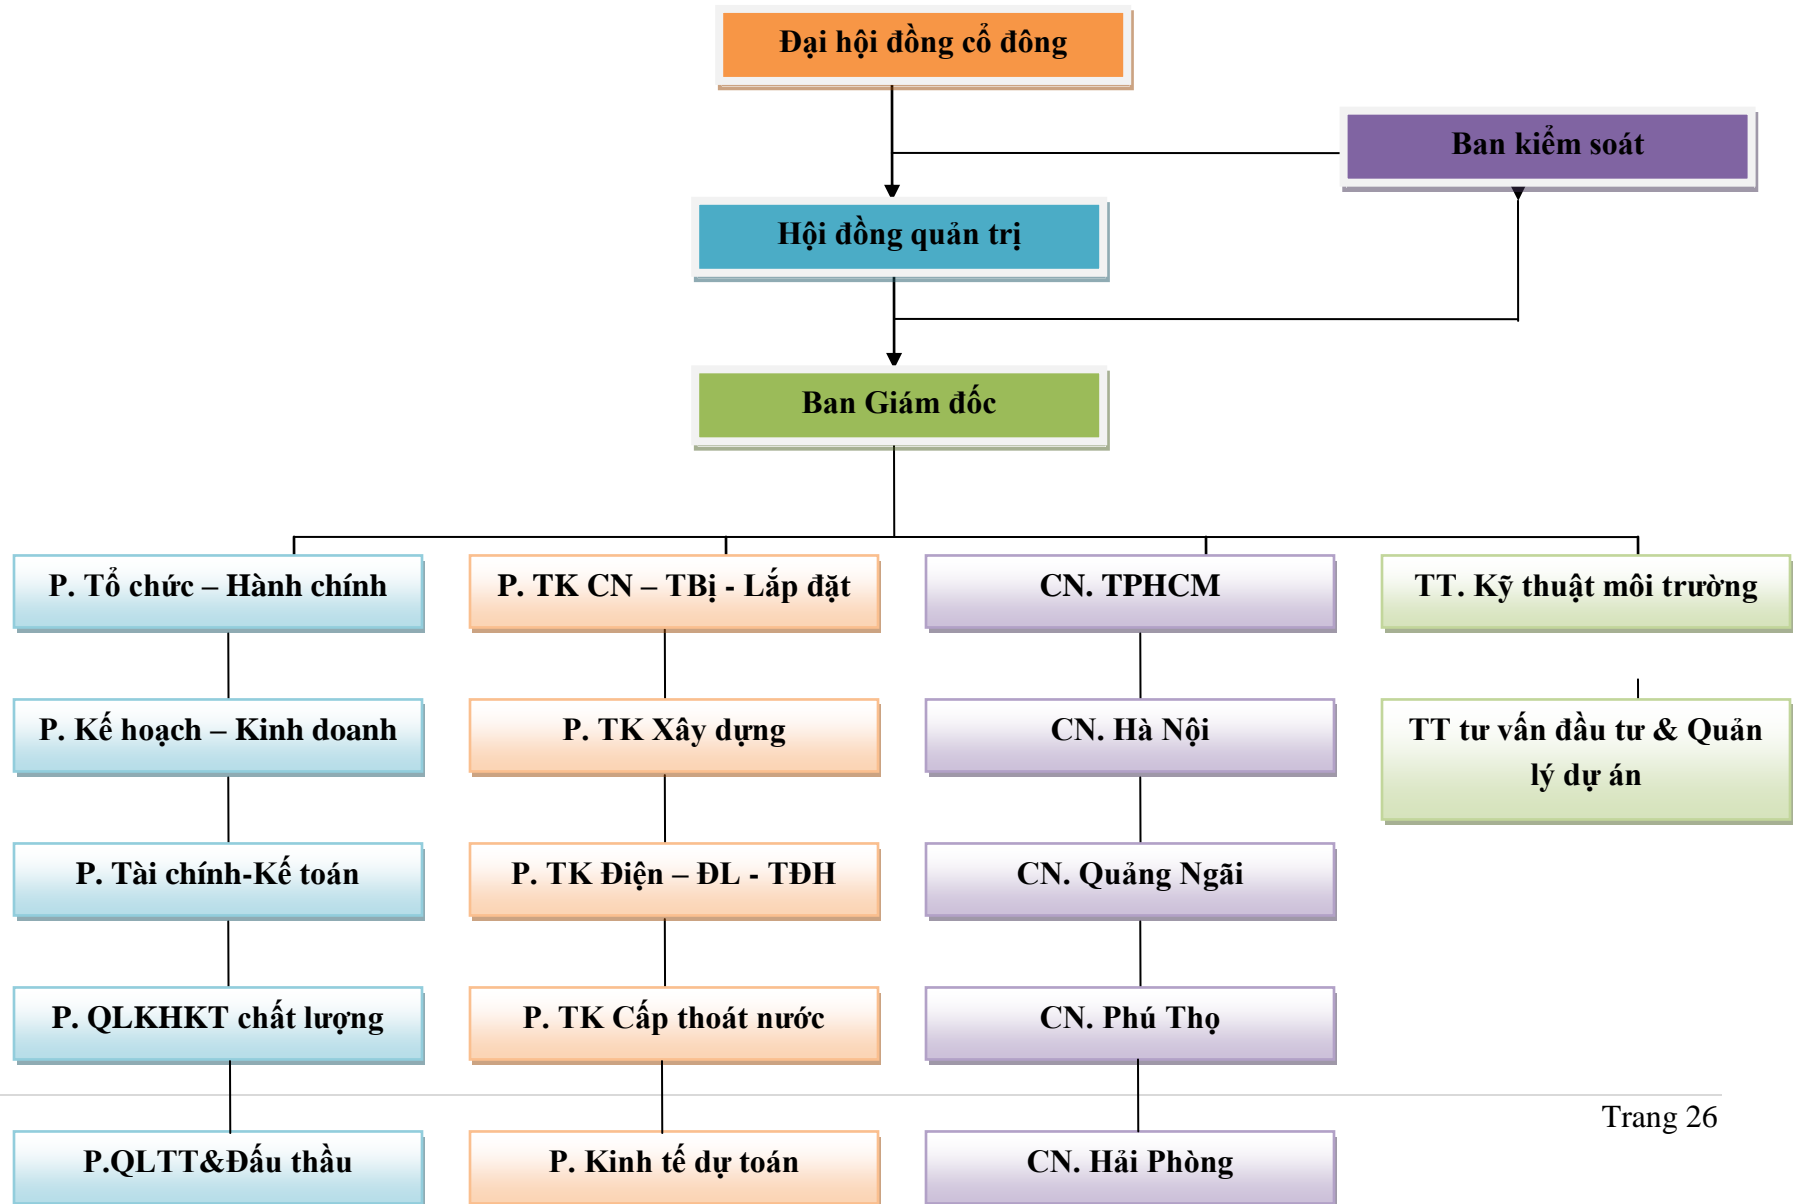 Đại hội đồng cổ đông
Ban kiểm soát
Hội đồng quản trị
Ban Giám đốc
P. Tổ chức – Hành chính
P. TK CN – TBị - Lắp đặt
CN. TPHCM
TT. Kỹ thuật môi trường
P. Kế hoạch – Kinh doanh
P. TK Xây dựng
CN. Hà Nội
TT tư vấn đầu tư & Quản
lý dự án
P. Tài chính-Kế toán
P. TK Điện – ĐL - TĐH
CN. Quảng Ngãi
P. QLKHKT chất lượng
P. TK Cấp thoát nước
CN. Phú Thọ
Trang 26
P.QLTT&Đấu thầu
P. Kinh tế dự toán
CN. Hải Phòng